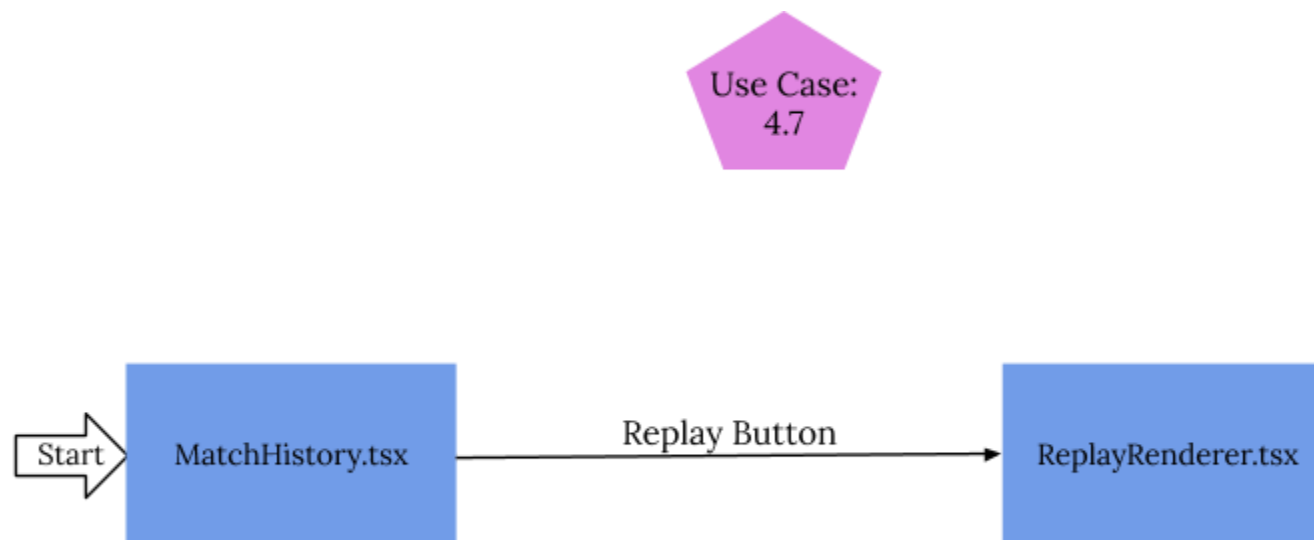 Use Case:
4.7
Replay Button
Start
MatchHistory.tsx
ReplayRenderer.tsx